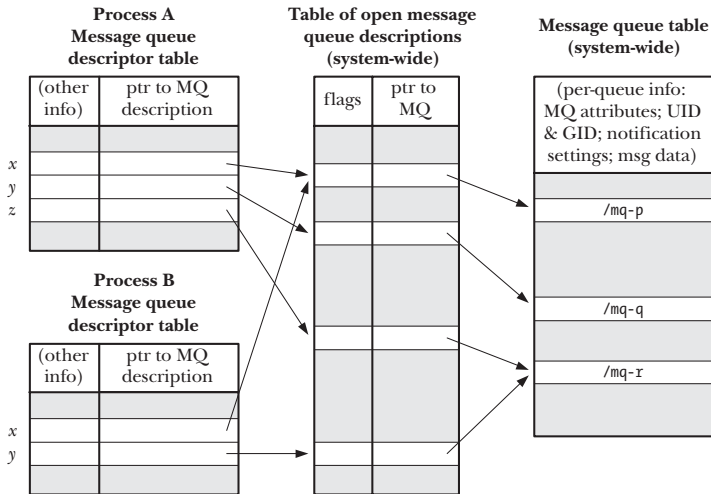 Process A
Message queue
descriptor table
(other
info)
ptr to MQ
description
x
y
z
Process B
Message queue
descriptor table
(other
info)
ptr to MQ
description
x
y
Table of open message
queue descriptions
(system-wide)
flags
ptr to
MQ
Message queue table
(system-wide)
(per-queue info:
MQ attributes; UID
& GID; notification
settings; msg data)
/mq-p
/mq-q
/mq-r